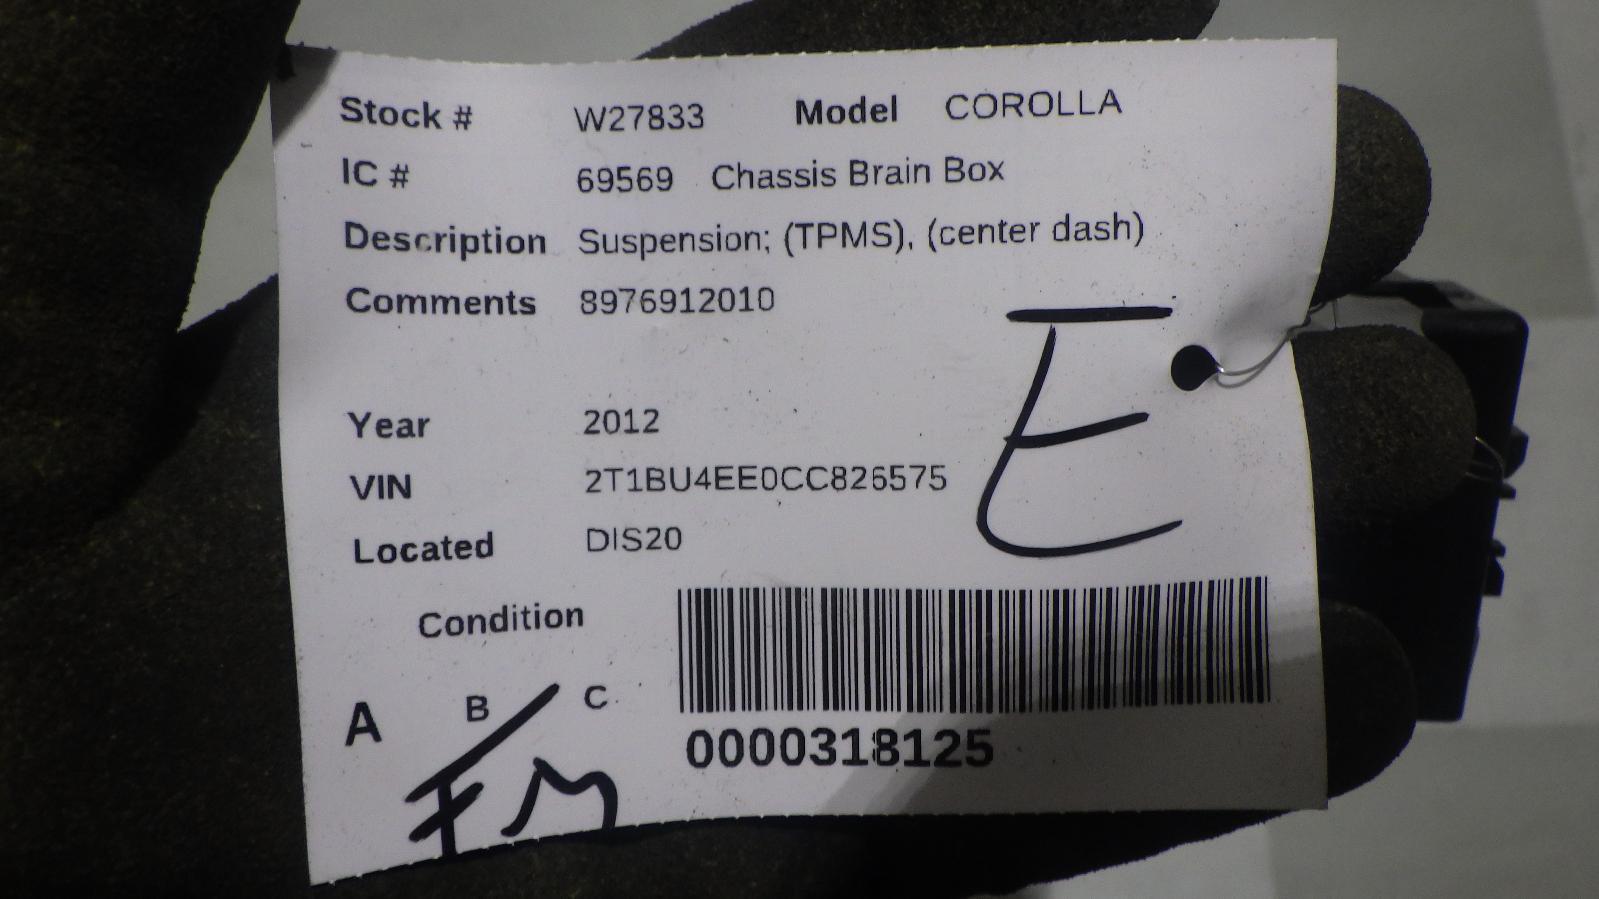 Stock # W27833 Model COROLLA
IC # 69569 Chassis Brain Box
Description Suspension; (TPMS), (center dash)
Comments 8976912010
E
Year 2012
VIN 2T1BU4EE0CC826575
Located DIS20
Condition
A B C
0000318125